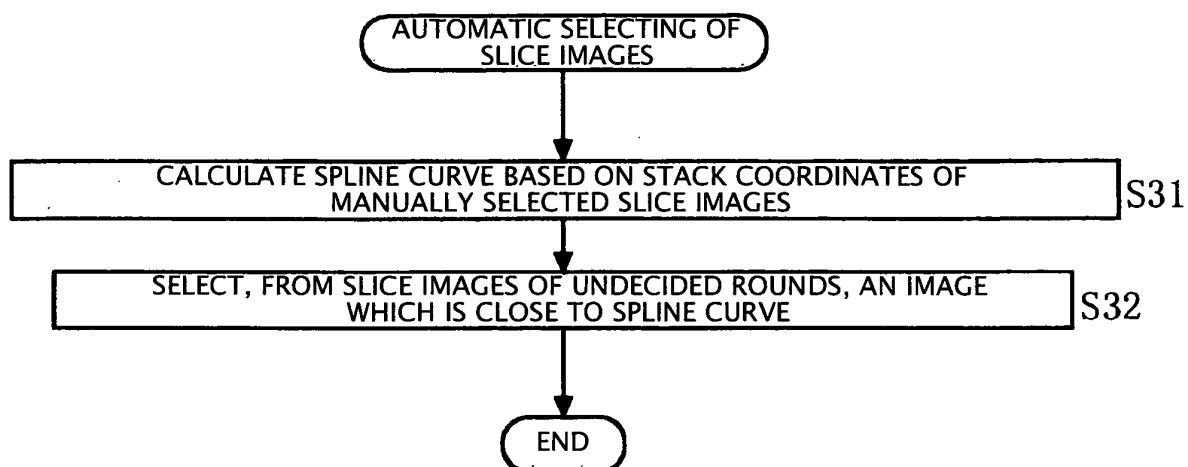 AUTOMATIC SELECTING OF
SLICE IMAGES
CALCULATE SPLINE CURVE BASED ON STACK COORDINATES OF
MANUALLY SELECTED SLICE IMAGES
S31
SELECT, FROM SLICE IMAGES OF UNDECIDED ROUNDS, AN IMAGE
WHICH IS CLOSE TO SPLINE CURVE
S32
END